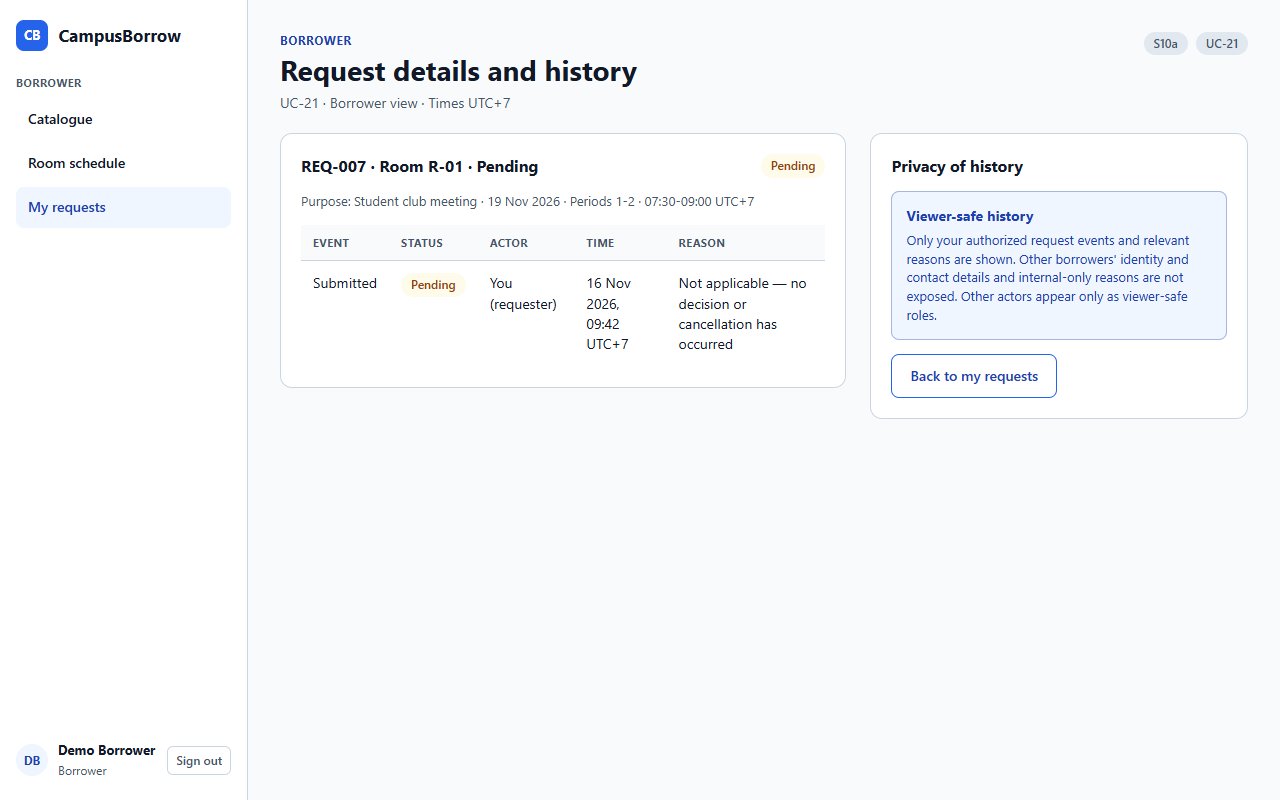 CB CampusBorrow
BORROWER
Catalogue
Room schedule
My requests
DB Demo Borrower
Borrower
Sign out
BORROWER
S10a UC-21
Request details and history
UC-21 · Borrower view · Times UTC+7
REQ-007 · Room R-01 · Pending
Pending
Purpose: Student club meeting · 19 Nov 2026 · Periods 1-2 · 07:30-09:00 UTC+7
EVENT STATUS ACTOR TIME REASON
Submitted Pending You 16 Nov Not applicable — no
(requester) 2026, decision or
09:42 cancellation has
UTC+7 occurred
Privacy of history
Viewer-safe history
Only your authorized request events and relevant
reasons are shown. Other borrowers' identity and
contact details and internal-only reasons are not
exposed. Other actors appear only as viewer-safe
roles.
Back to my requests